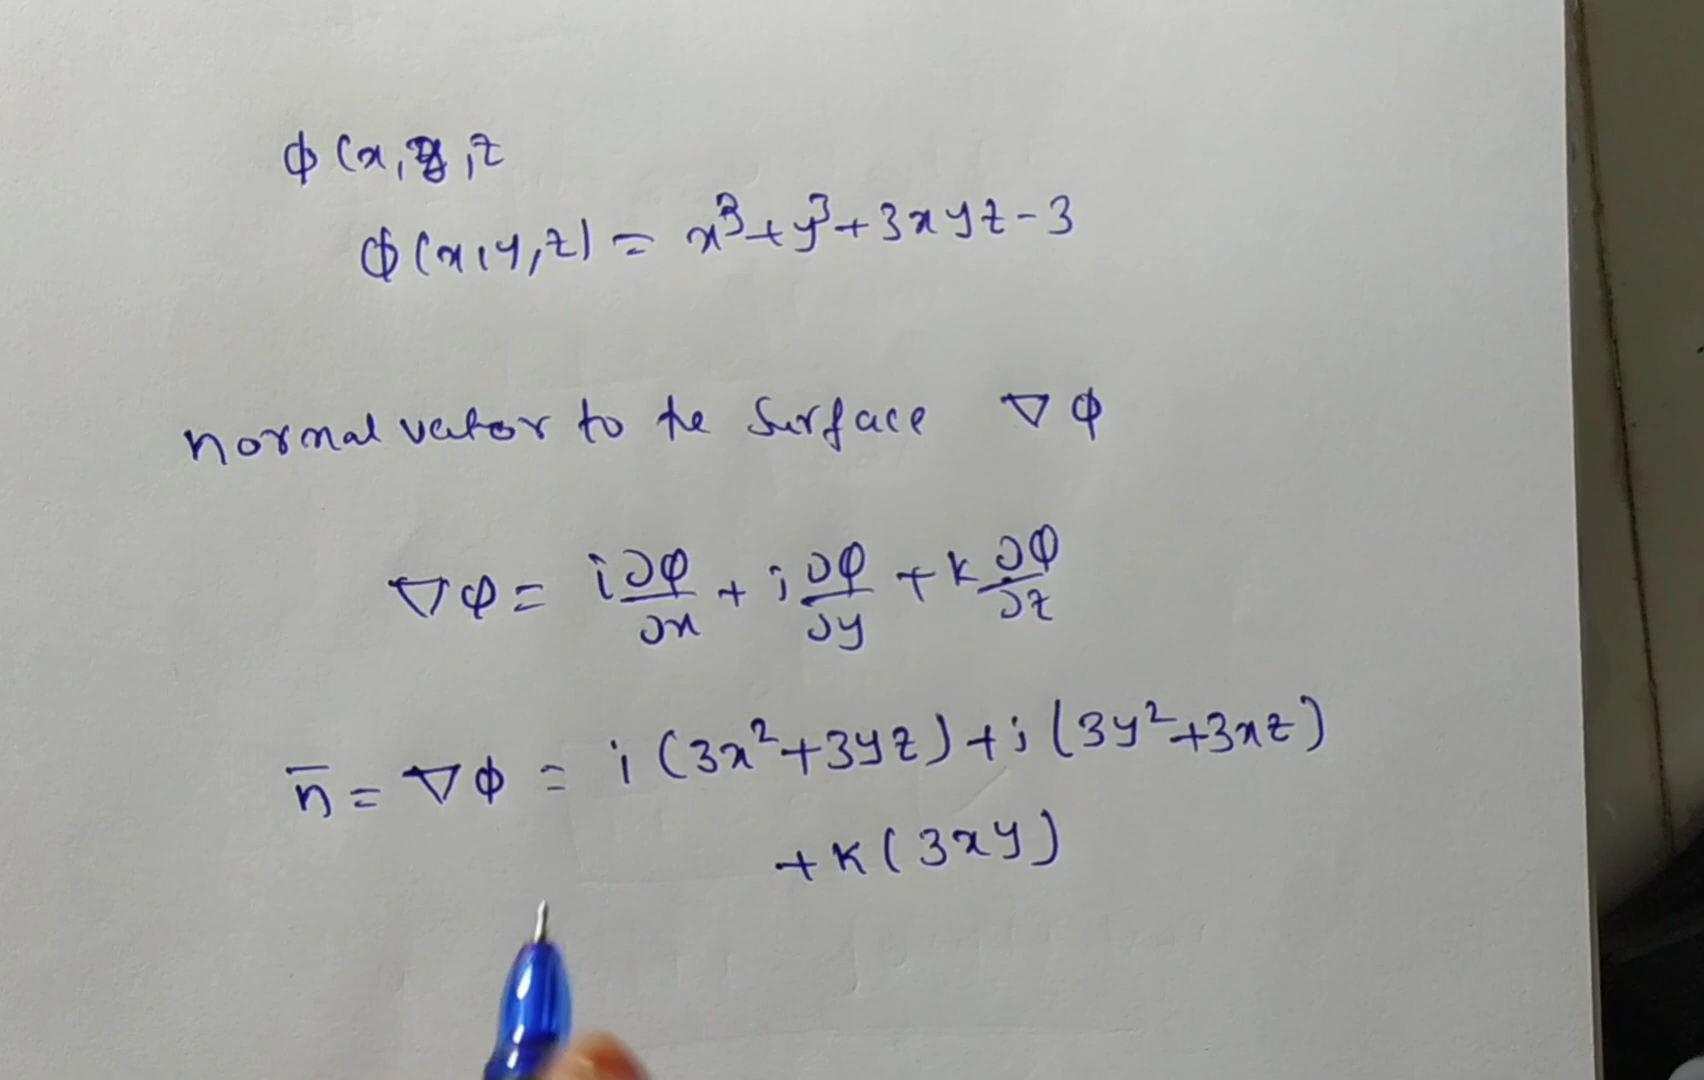 φ (x, y, z
φ (x, y, z) = x³ + y³ + 3xyz - 3
normal vector to the surface ∇φ
∇φ = i ∂φ/∂x + j ∂φ/∂y + k ∂φ/∂z
n̅ = ∇φ = i (3x² + 3yz) + j (3y² + 3xz)
+ k (3xy)